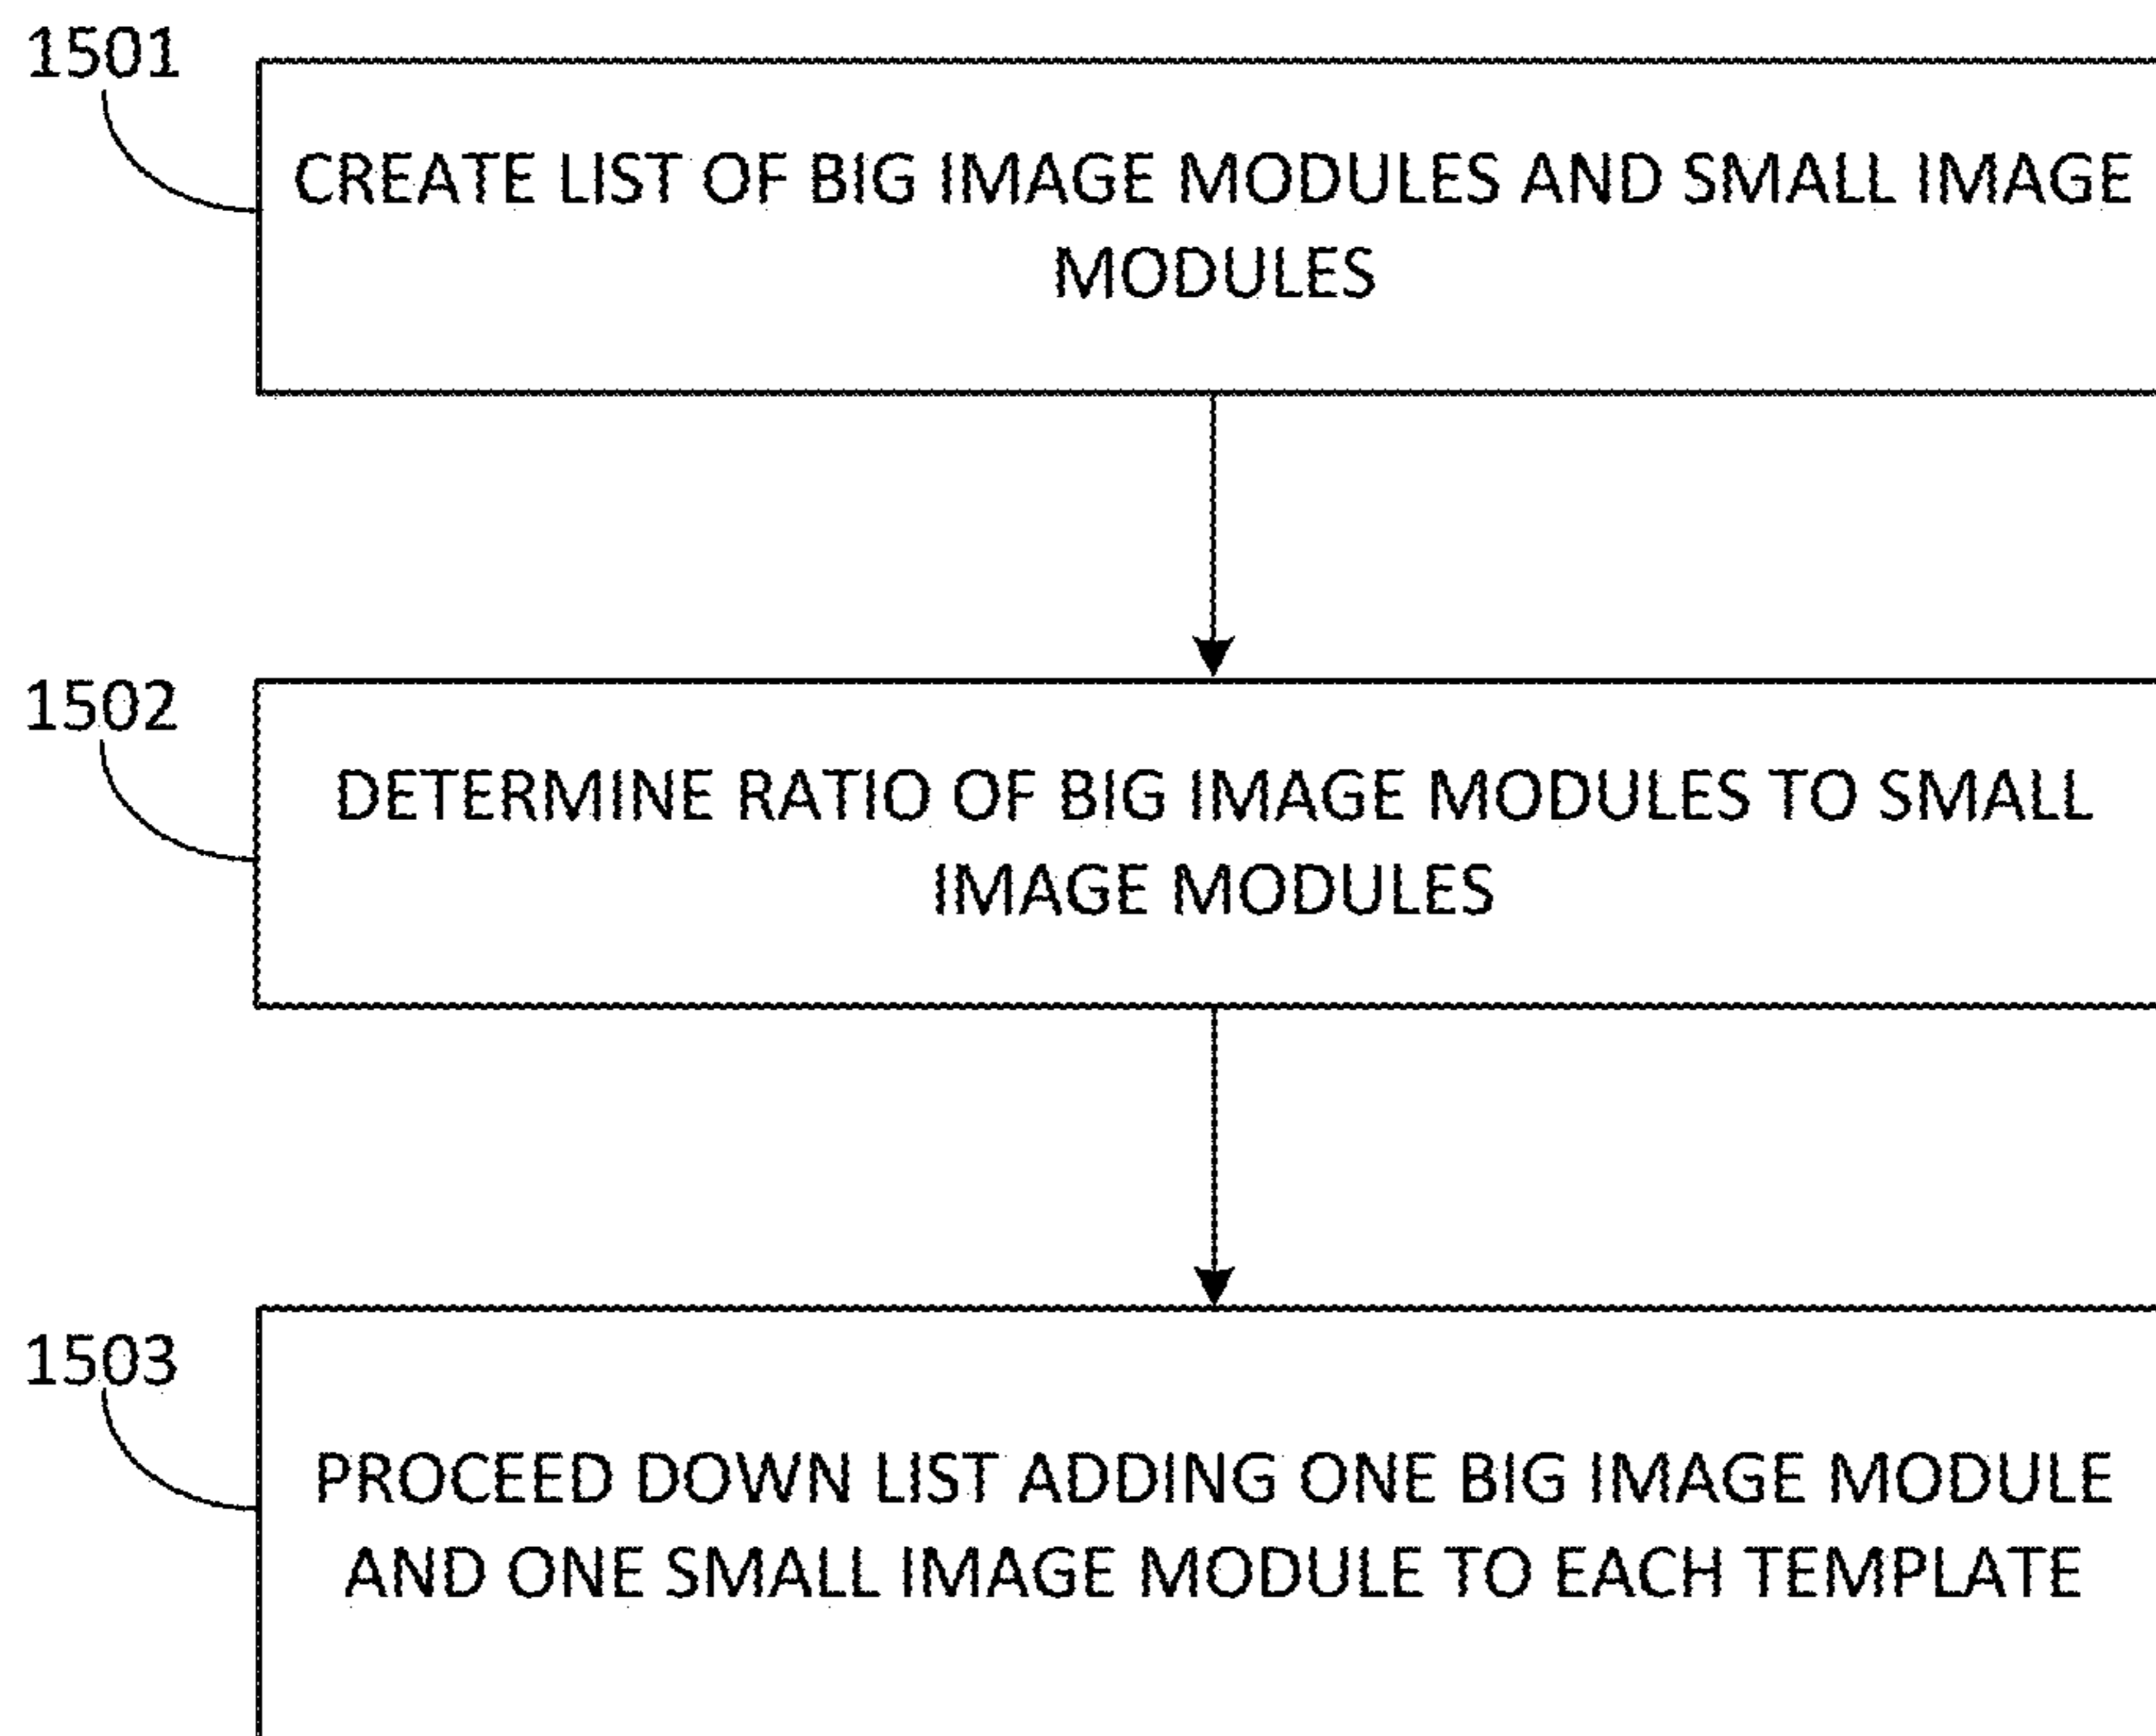 1501
CREATE LIST OF BIG IMAGE MODULES AND SMALL IMAGE
MODULES
1502
DETERMINE RATIO OF BIG IMAGE MODULES TO SMALL
IMAGE MODULES
1503
PROCEED DOWN LIST ADDING ONE BIG IMAGE MODULE
AND ONE SMALL IMAGE MODULE TO EACH TEMPLATE